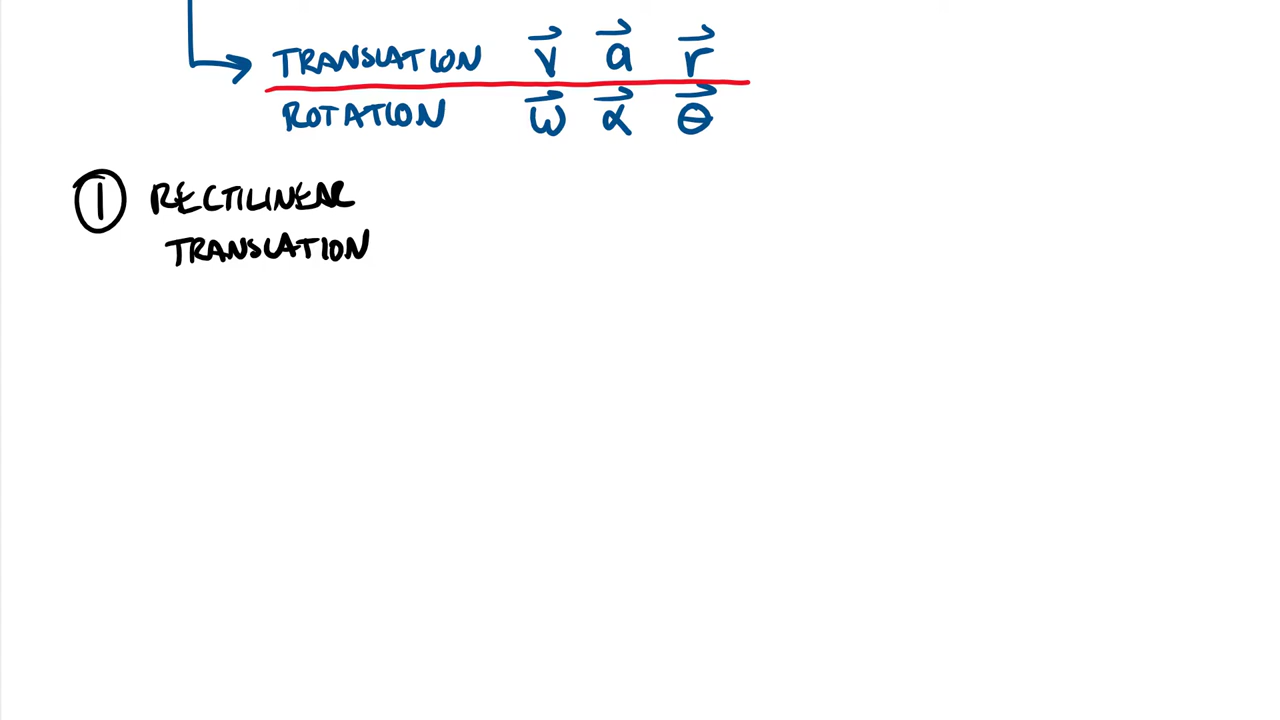 TRANSLATION v⃗ a⃗ r⃗
ROTATION ω⃗ α⃗ θ⃗
① RECTILINEAR
TRANSLATION